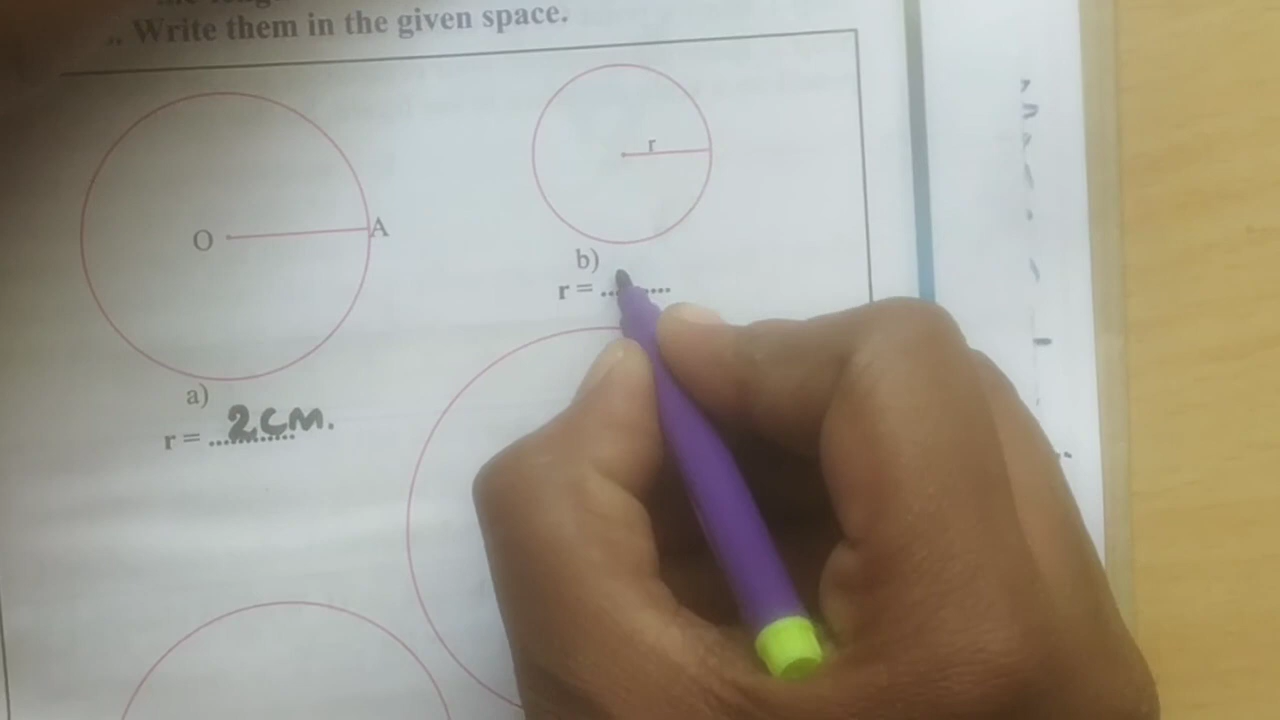 .. Write them in the given space.
r
O A
b)
r = ........
a)
r = 2cm.